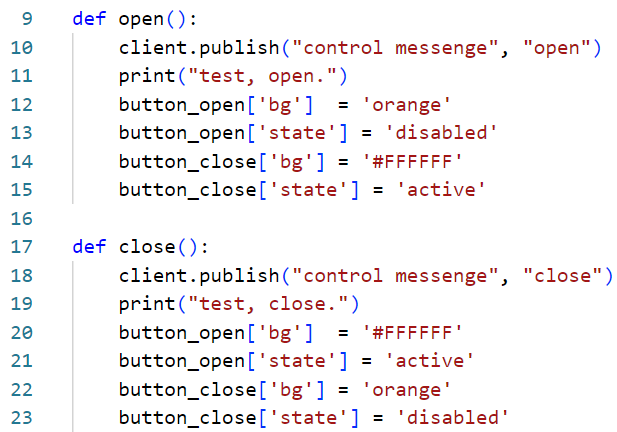 9 def open():
10 client.publish("control messenge", "open")
11 print("test, open.")
12 button_open['bg']  = 'orange'
13 button_open['state'] = 'disabled'
14 button_close['bg'] = '#FFFFFF'
15 button_close['state'] = 'active'
16
17 def close():
18 client.publish("control messenge", "close")
19 print("test, close.")
20 button_open['bg']  = '#FFFFFF'
21 button_open['state'] = 'active'
22 button_close['bg'] = 'orange'
23 button_close['state'] = 'disabled'